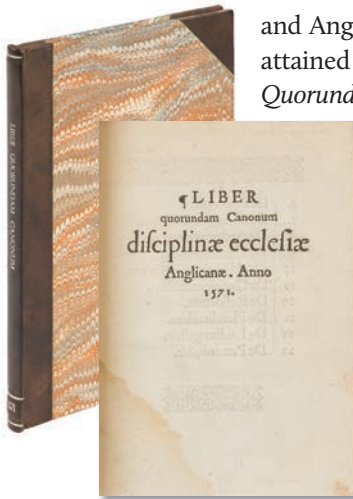 and Ang
attained
Quorund
LIBER QUORUNDAM CANONUM
¶LIBER
quorundam Canonum
diſciplinæ eccleſiæ
Anglicanæ. Anno
1571.